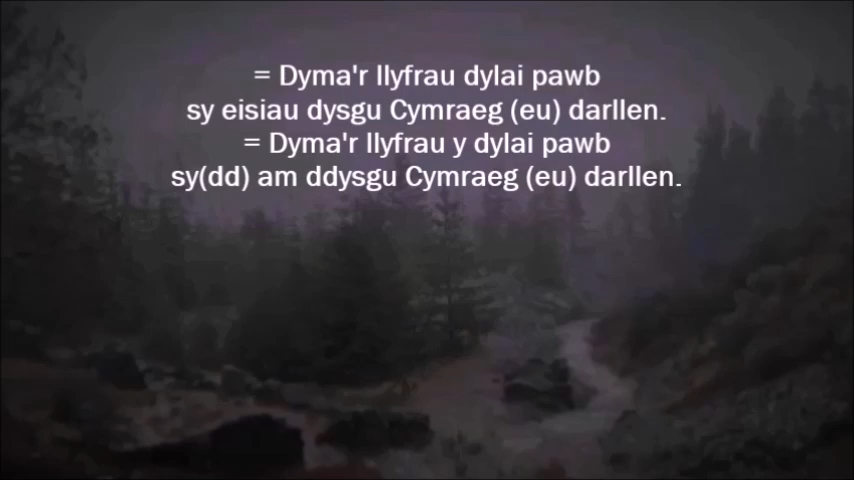 = Dyma'r llyfrau dylai pawb
sy eisiau dysgu Cymraeg (eu) darllen.
= Dyma'r llyfrau y dylai pawb
sy(dd) am ddysgu Cymraeg (eu) darllen.